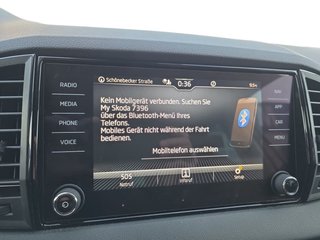 Schönebecker Straße 0:36
RADIO
MEDIA
PHONE
VOICE
Kein Mobilgerät verbunden. Suchen Sie
My Skoda 7396
über das Bluetooth-Menü Ihres
Telefons.
Mobiles Gerät nicht während der Fahrt
bedienen.
Mobiltelefon auswählen
SOS
Notruf
Inforuf
Setup
NAV
APP
CAR
MENU